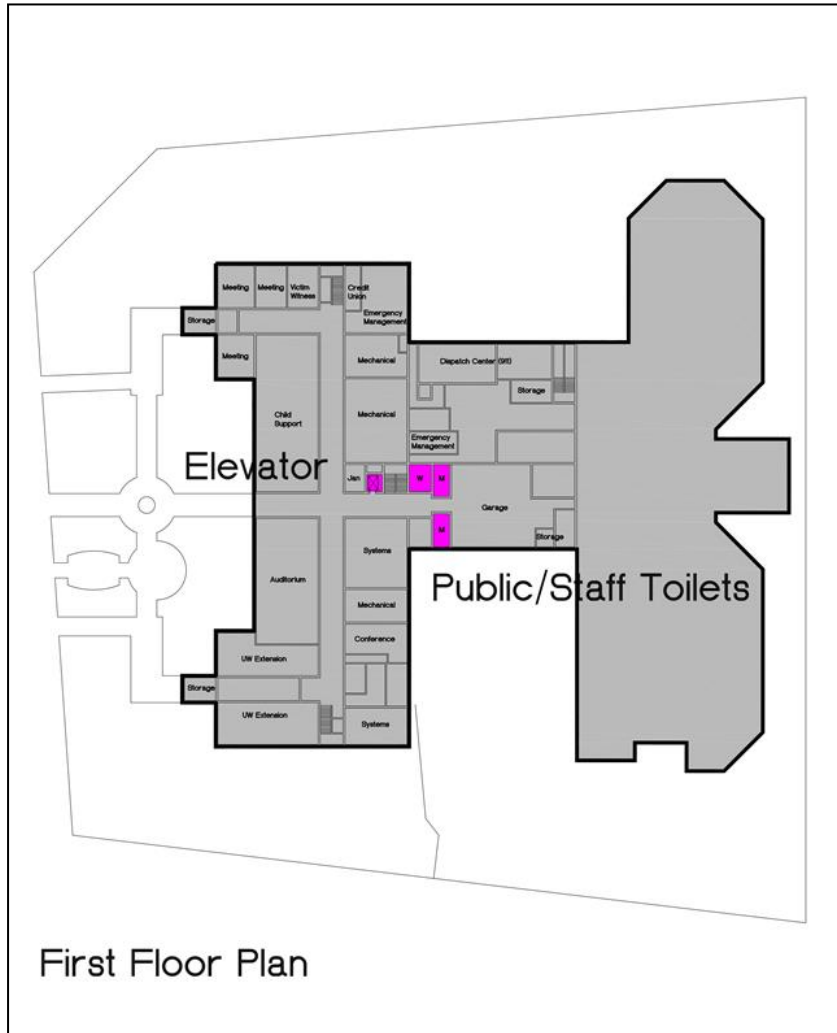 Meeting
Meeting
Victim
Witness
Credit
Union
Storage
Emergency
Management
Meeting
Mechanical
Dispatch Center (911)
Storage
Child
Support
Mechanical
Emergency
Management
Elevator
Jan
W
M
Garage
M
Storage
Auditorium
Systems
Public/Staff Toilets
Mechanical
Conference
UW Extension
Storage
UW Extension
Systems
First Floor Plan